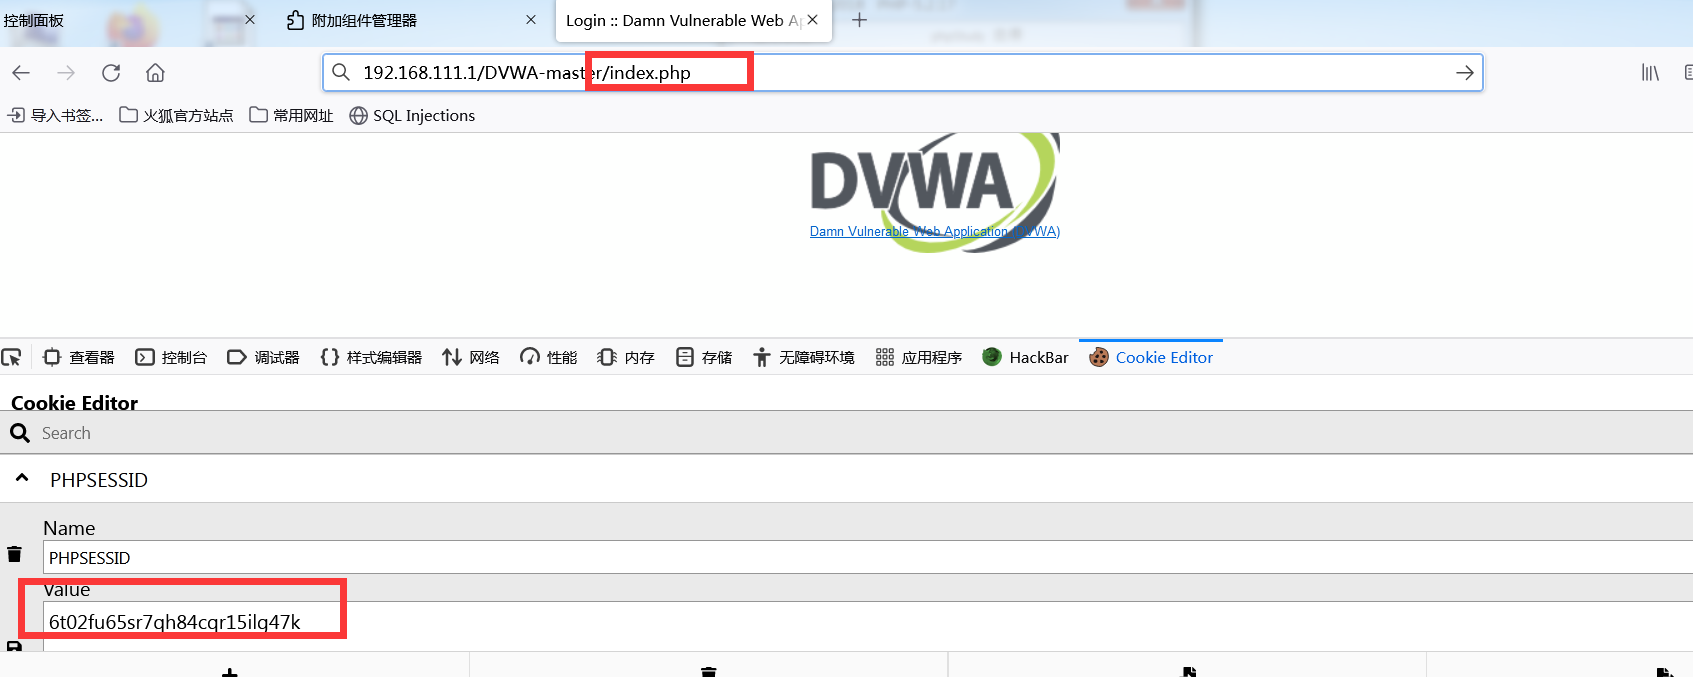 控制面板
附加组件管理器
Login :: Damn Vulnerable Web Ap
192.168.111.1/DVWA-master/index.php
导入书签... 火狐官方站点 常用网址 SQL Injections
DVWA
Damn Vulnerable Web Application (DVWA)
查看器 控制台 调试器 样式编辑器 网络 性能 内存 存储 无障碍环境 应用程序 HackBar Cookie Editor
Cookie Editor
Search
PHPSESSID
Name
PHPSESSID
Value
6t02fu65sr7qh84cqr15ilq47k